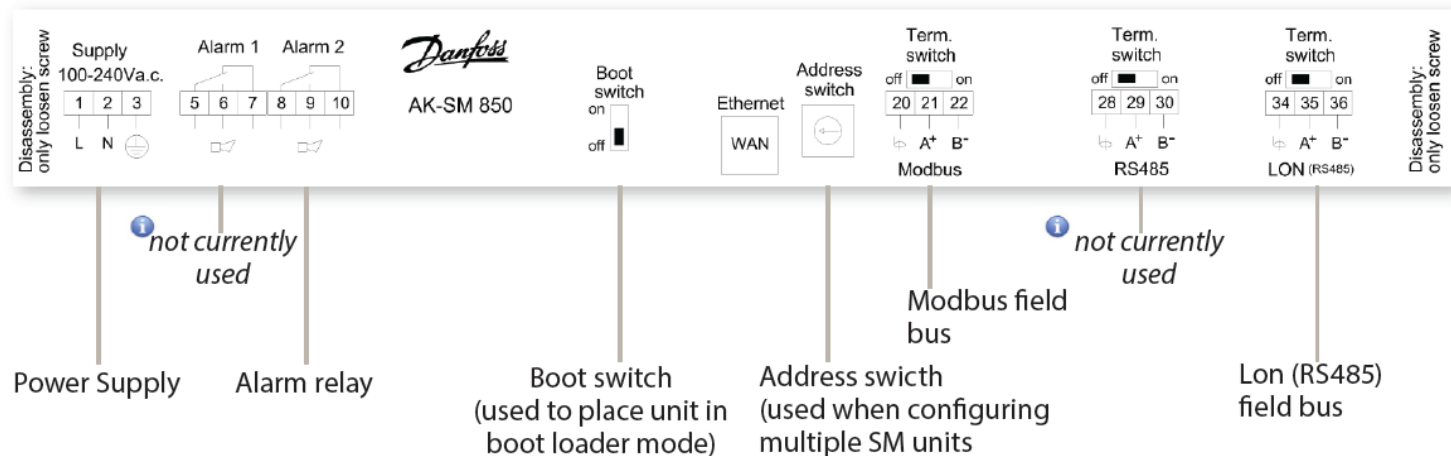 Disassembly:
only loosen screw
Supply
100-240Va.c.
1 2 3
L N
Alarm 1
5 6 7
Alarm 2
8 9 10
Danfoss
AK-SM 850
Boot
switch
on
off
Ethernet
WAN
Address
switch
Term.
switch
off on
20 21 22
A+ B-
Modbus
Term.
switch
off on
28 29 30
A+ B-
RS485
Term.
switch
off on
34 35 36
A+ B-
LON (RS485)
Disassembly:
only loosen screw
i not currently
used
i not currently
used
Modbus field
bus
Power Supply
Alarm relay
Boot switch
(used to place unit in
boot loader mode)
Address swicth
(used when configuring
multiple SM units
Lon (RS485)
field bus